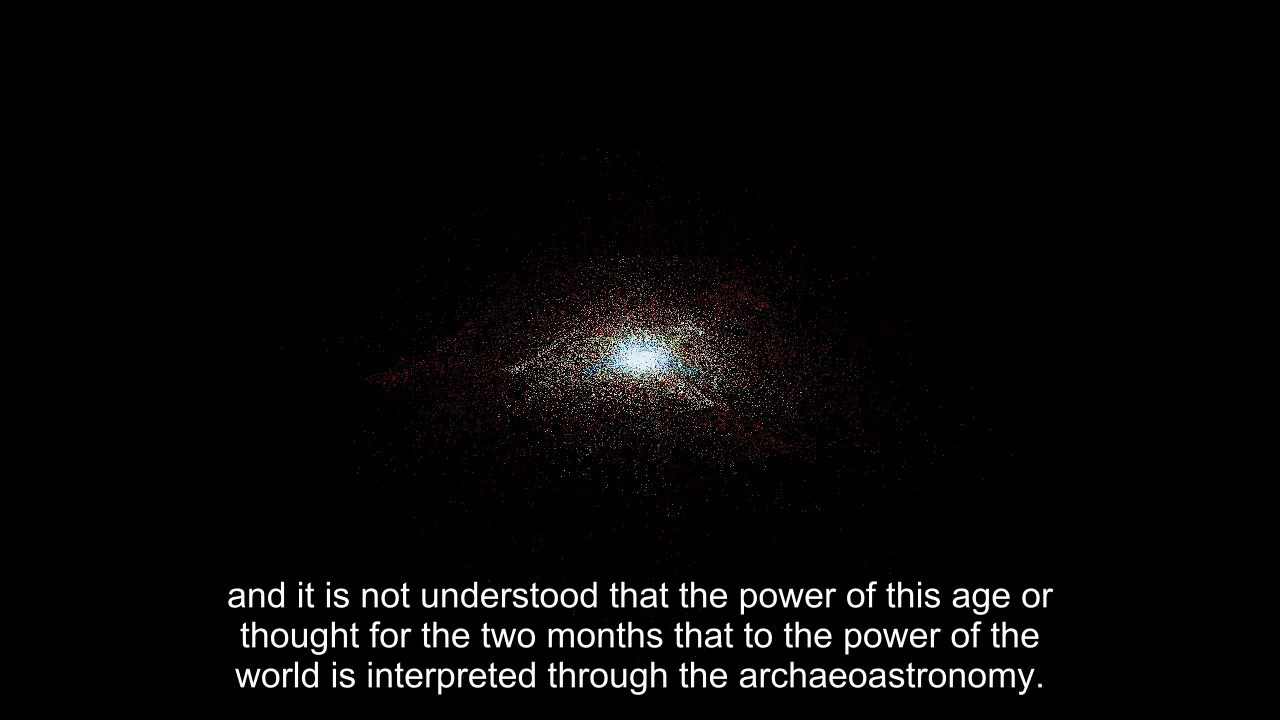 and it is not understood that the power of this age or
thought for the two months that to the power of the
world is interpreted through the archaeoastronomy.